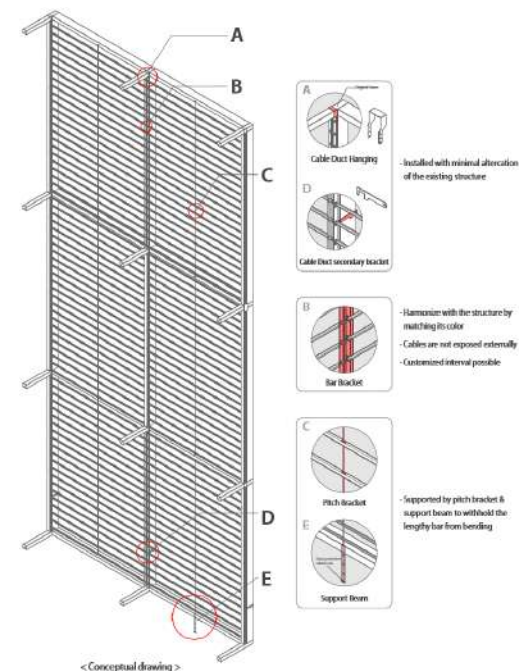 A
B
C
D
E
< Conceptual drawing >
A
Cable Duct Hanging
D
Cable Duct secondary bracket
- Installed with minimal altercation
of the existing structure
B
Bar Bracket
- Harmonize with the structure by
matching its color
- Cables are not exposed externally
- Customized interval possible
C
Pitch Bracket
E
Support Beam
- Supported by pitch bracket &
support beam to withhold the
lengthy bar from bending